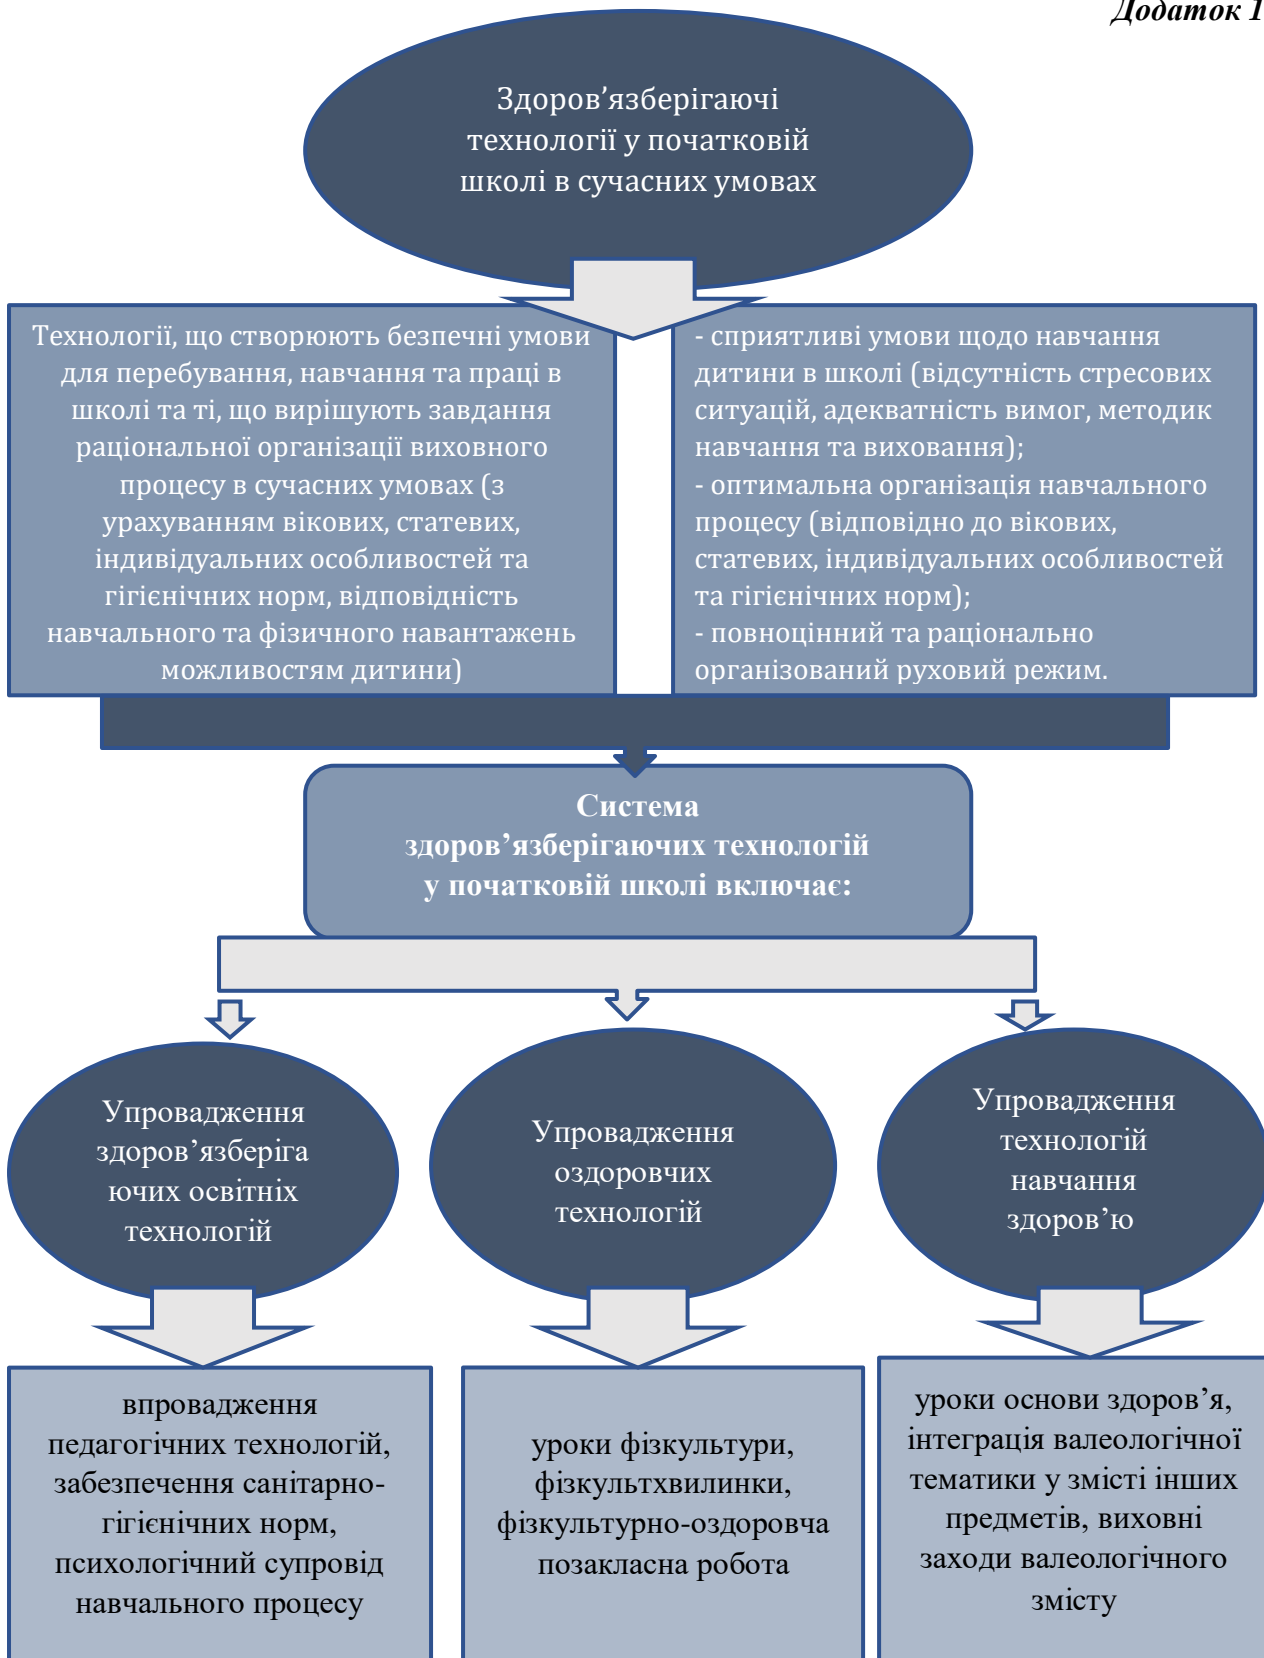 Додаток 1
Здоров’язберігаючі
технології у початковій
школі в сучасних умовах
Технології, що створюють безпечні умови
для перебування, навчання та праці в
школі та ті, що вирішують завдання
раціональної організації виховного
процесу в сучасних умовах (з
урахуванням вікових, статевих,
індивідуальних особливостей та
гігієнічних норм, відповідність
навчального та фізичного навантажень
можливостям дитини)
- сприятливі умови щодо навчання
дитини в школі (відсутність стресових
ситуацій, адекватність вимог, методик
навчання та виховання);
- оптимальна організація навчального
процесу (відповідно до вікових,
статевих, індивідуальних особливостей
та гігієнічних норм);
- повноцінний та раціонально
організований руховий режим.
Система
здоров’язберігаючих технологій
у початковій школі включає:
Упровадження
здоров’язберіга
ючих освітніх
технологій
Упровадження
оздоровчих
технологій
Упровадження
технологій
навчання
здоров’ю
впровадження
педагогічних технологій,
забезпечення санітарно-
гігієнічних норм,
психологічний супровід
навчального процесу
уроки фізкультури,
фізкультхвилинки,
фізкультурно-оздоровча
позакласна робота
уроки основи здоров’я,
інтеграція валеологічної
тематики у змісті інших
предметів, виховні
заходи валеологічного
змісту